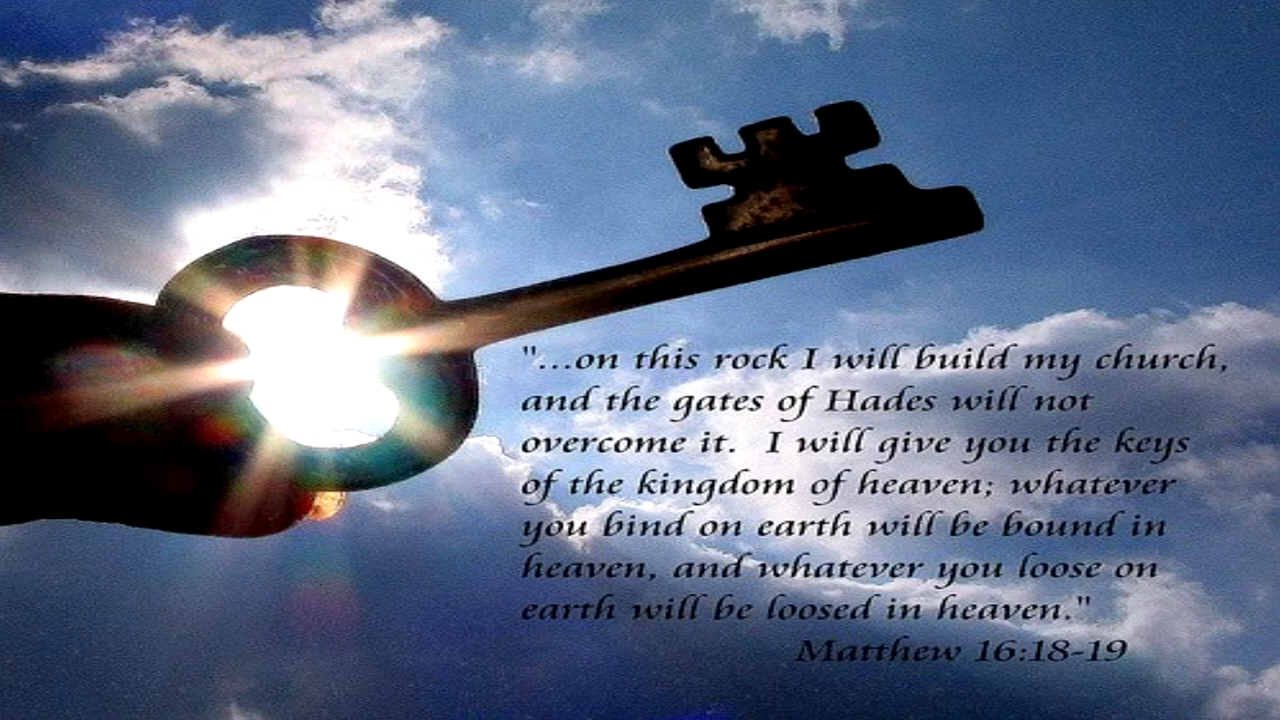 "...on this rock I will build my church,
and the gates of Hades will not
overcome it.  I will give you the keys
of the kingdom of heaven; whatever
you bind on earth will be bound in
heaven, and whatever you loose on
earth will be loosed in heaven."
Matthew 16:18-19